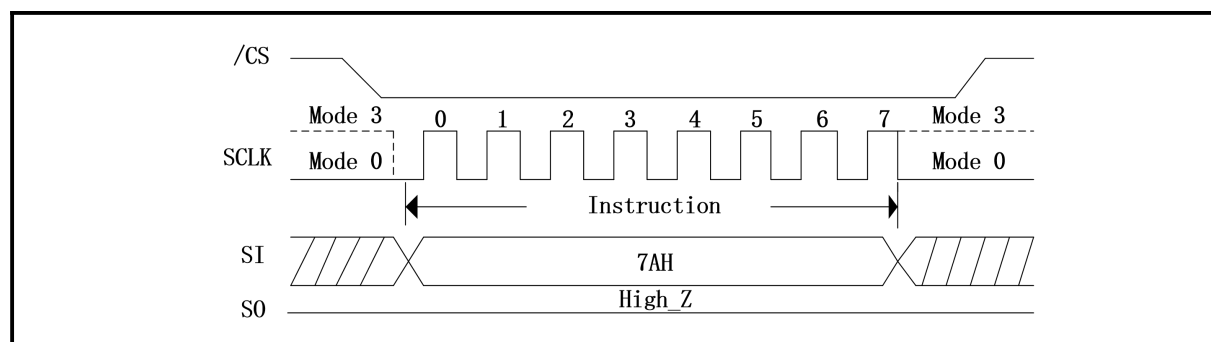 /CS
Mode 3 0 1 2 3 4 5 6 7 Mode 3
SCLK Mode 0 Mode 0
Instruction
SI 7AH
High_Z
SO